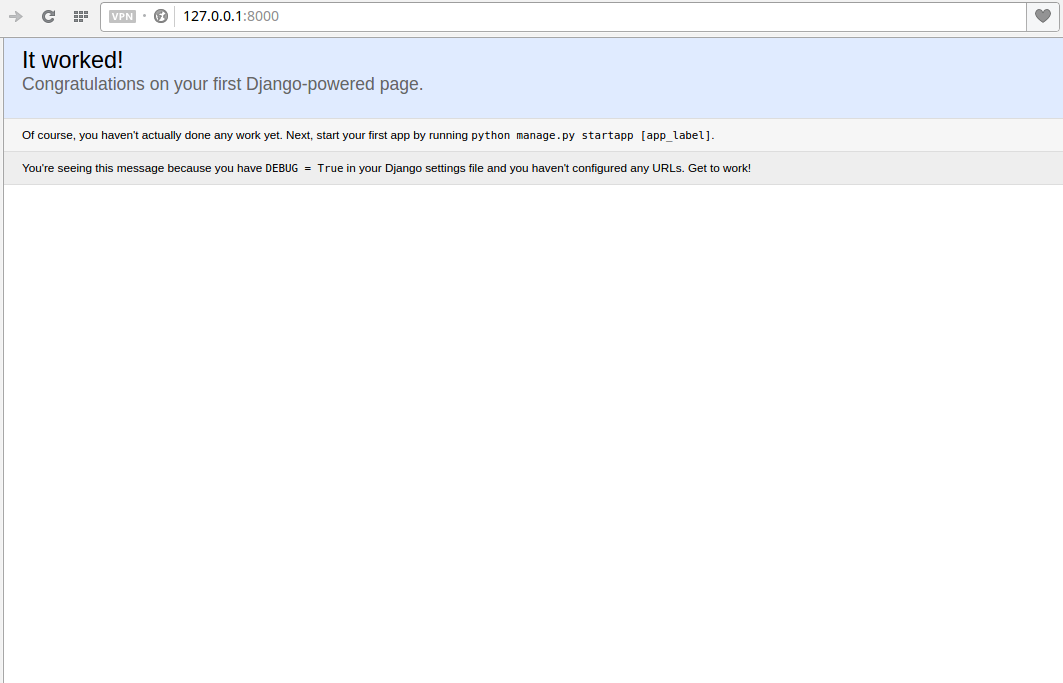 VPN 127.0.0.1:8000
It worked!
Congratulations on your first Django-powered page.
Of course, you haven't actually done any work yet. Next, start your first app by running python manage.py startapp [app_label].
You're seeing this message because you have DEBUG = True in your Django settings file and you haven't configured any URLs. Get to work!